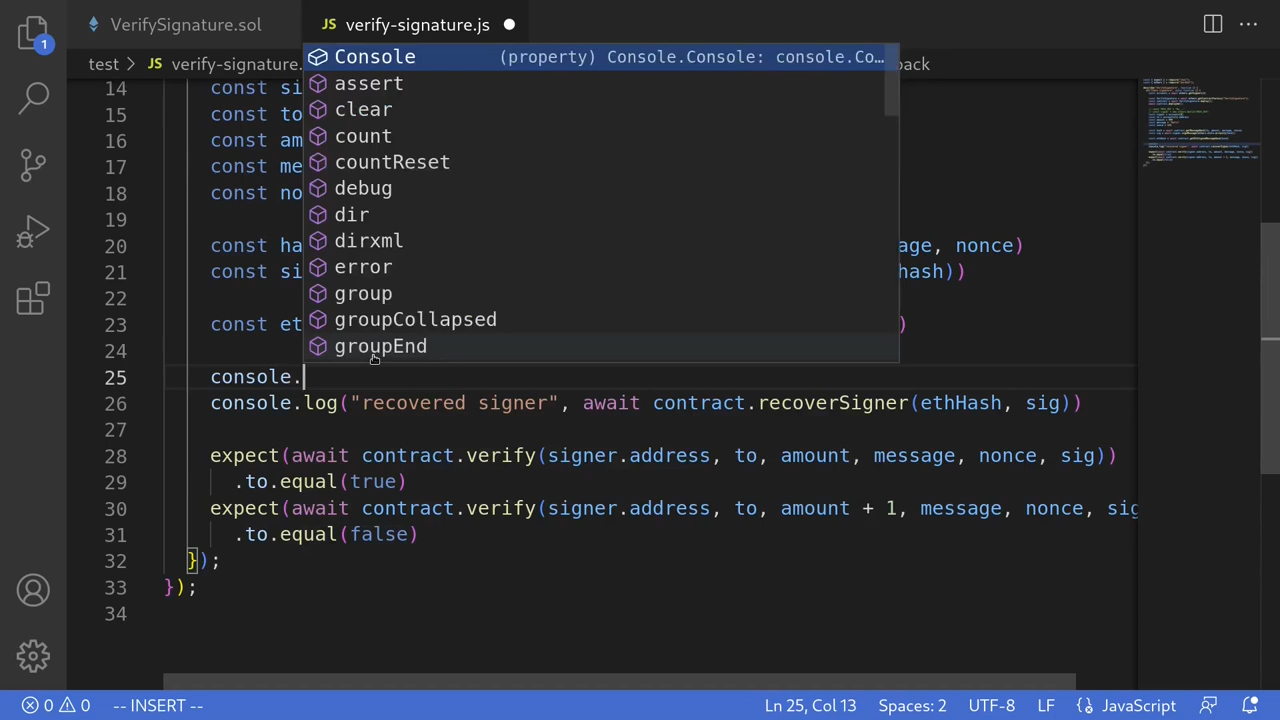 VerifySignature.sol
JS verify-signature.js
1
test > JS verify-signature.
back
Console (property) Console.Console: console.Co…
assert
clear
count
countReset
debug
dir
dirxml
error
group
groupCollapsed
groupEnd
14 const si
15 const to
16 const am
17 const me
18 const no
19
20 const ha age, nonce)
21 const si hash))
22
23 const et )
24
25 console.
26 console.log("recovered signer", await contract.recoverSigner(ethHash, sig))
27
28 expect(await contract.verify(signer.address, to, amount, message, nonce, sig))
29 .to.equal(true)
30 expect(await contract.verify(signer.address, to, amount + 1, message, nonce, sig
31 .to.equal(false)
32 });
33 });
34
0 0 -- INSERT -- Ln 25, Col 13 Spaces: 2 UTF-8 LF {} JavaScript